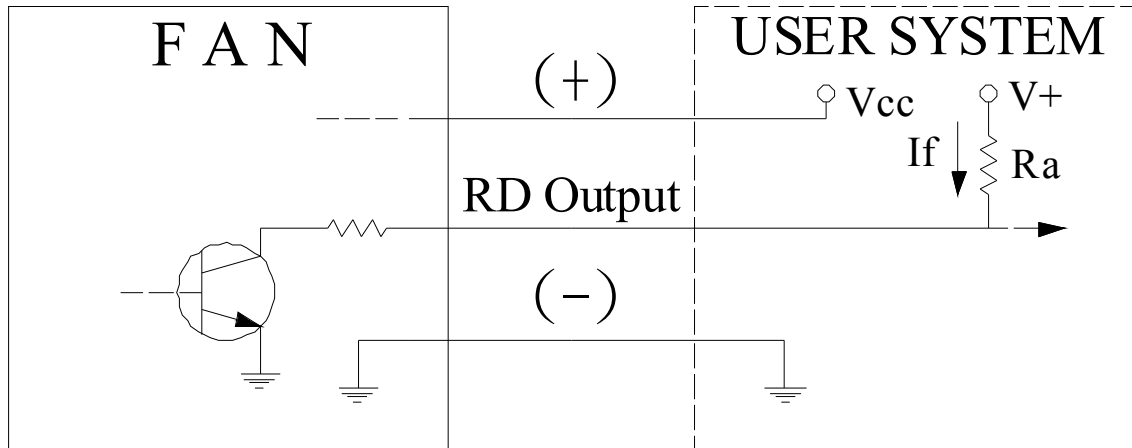 F A N
USER SYSTEM
(+)
Vcc
V+
If
Ra
RD Output
(-)